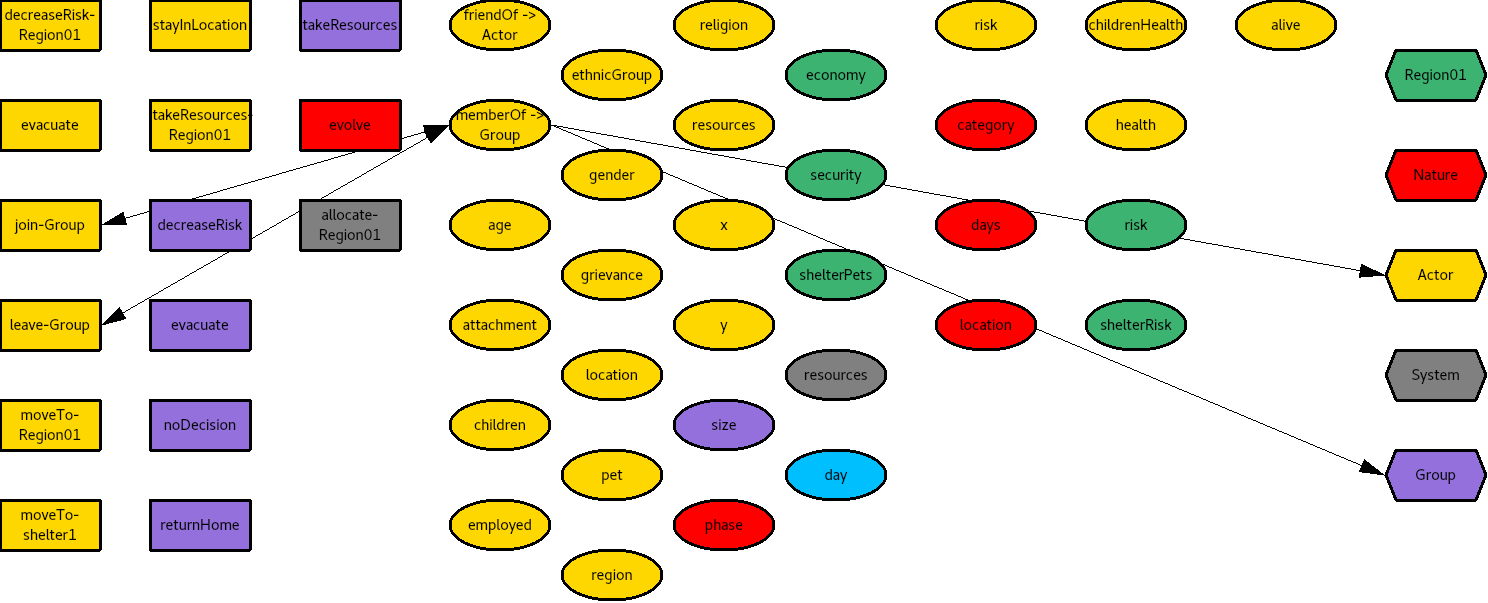 decreaseRisk-
Region01
stayInLocation
takeResources
friendOf ->
Actor
religion
risk
childrenHealth
alive
ethnicGroup
economy
Region01
evacuate
takeResources-
Region01
evolve
memberOf ->
Group
resources
category
health
gender
security
Nature
join-Group
decreaseRisk
allocate-
Region01
age
x
days
risk
grievance
shelterPets
Actor
leave-Group
evacuate
attachment
y
location
shelterRisk
location
resources
System
moveTo-
Region01
noDecision
children
size
pet
day
Group
moveTo-
shelter1
returnHome
employed
phase
region